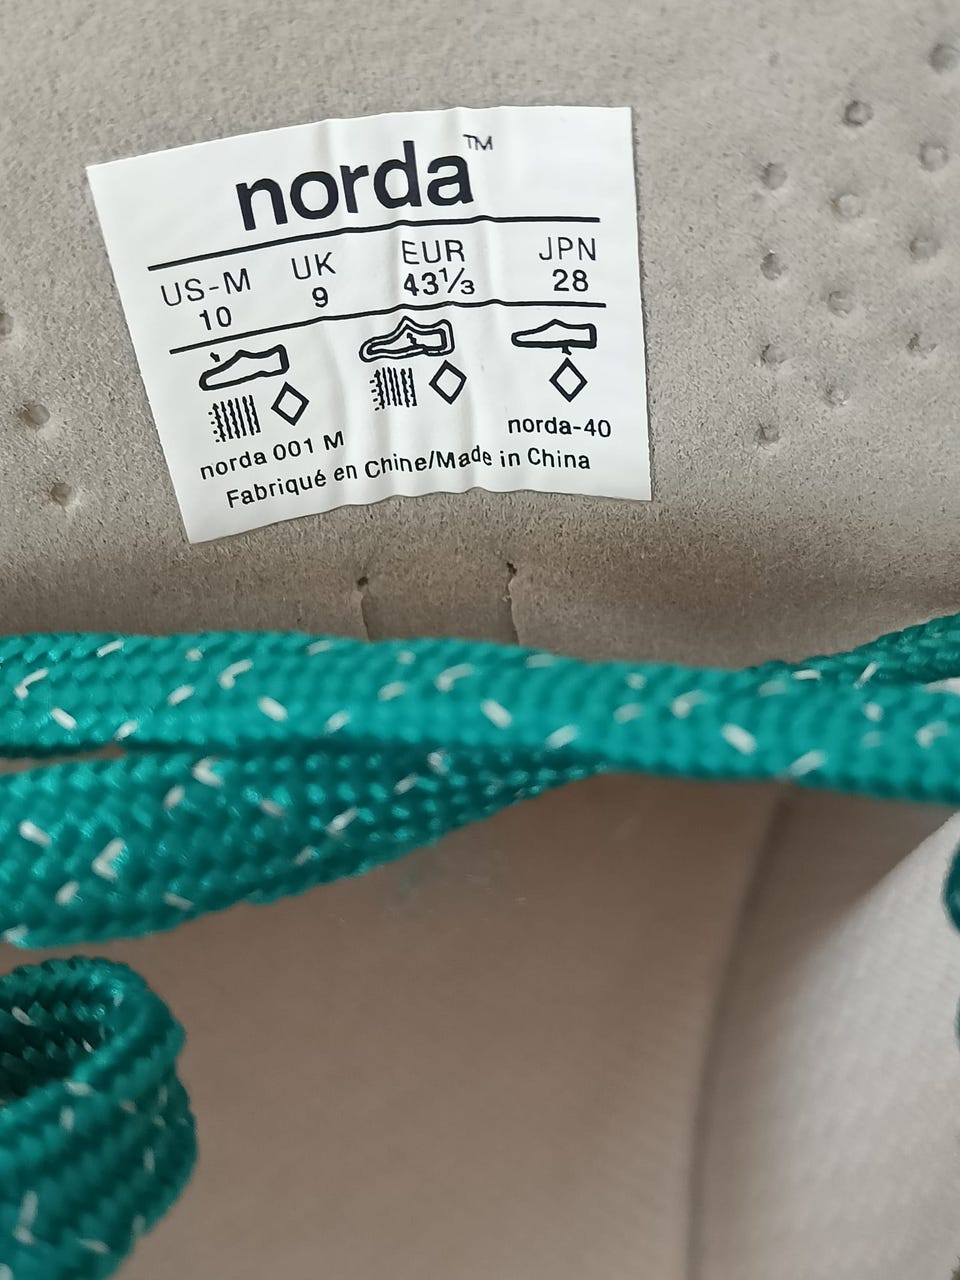 norda™
US-M UK EUR JPN
10 9 43⅓ 28
norda 001 M norda-40
Fabriqué en Chine/Made in China